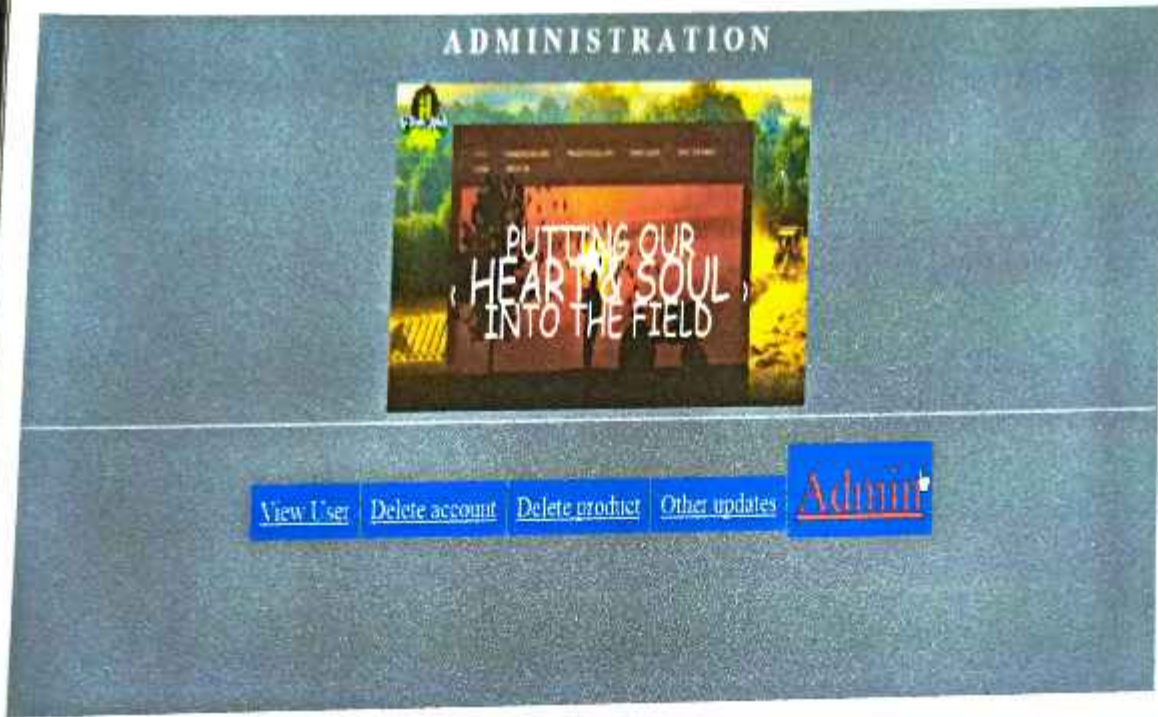 ADMINISTRATION
PUTTING OUR
HEART & SOUL
INTO THE FIELD
View User Delete account Delete product Other updates Admin